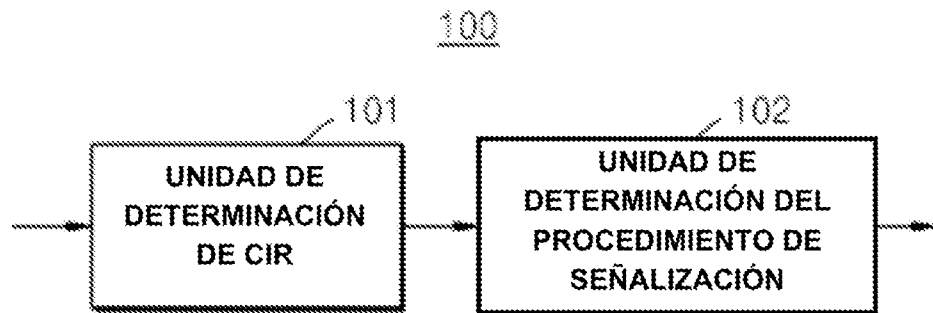 100
101
102
UNIDAD DE
DETERMINACIÓN
DE CIR
UNIDAD DE
DETERMINACIÓN DEL
PROCEDIMIENTO DE
SEÑALIZACIÓN